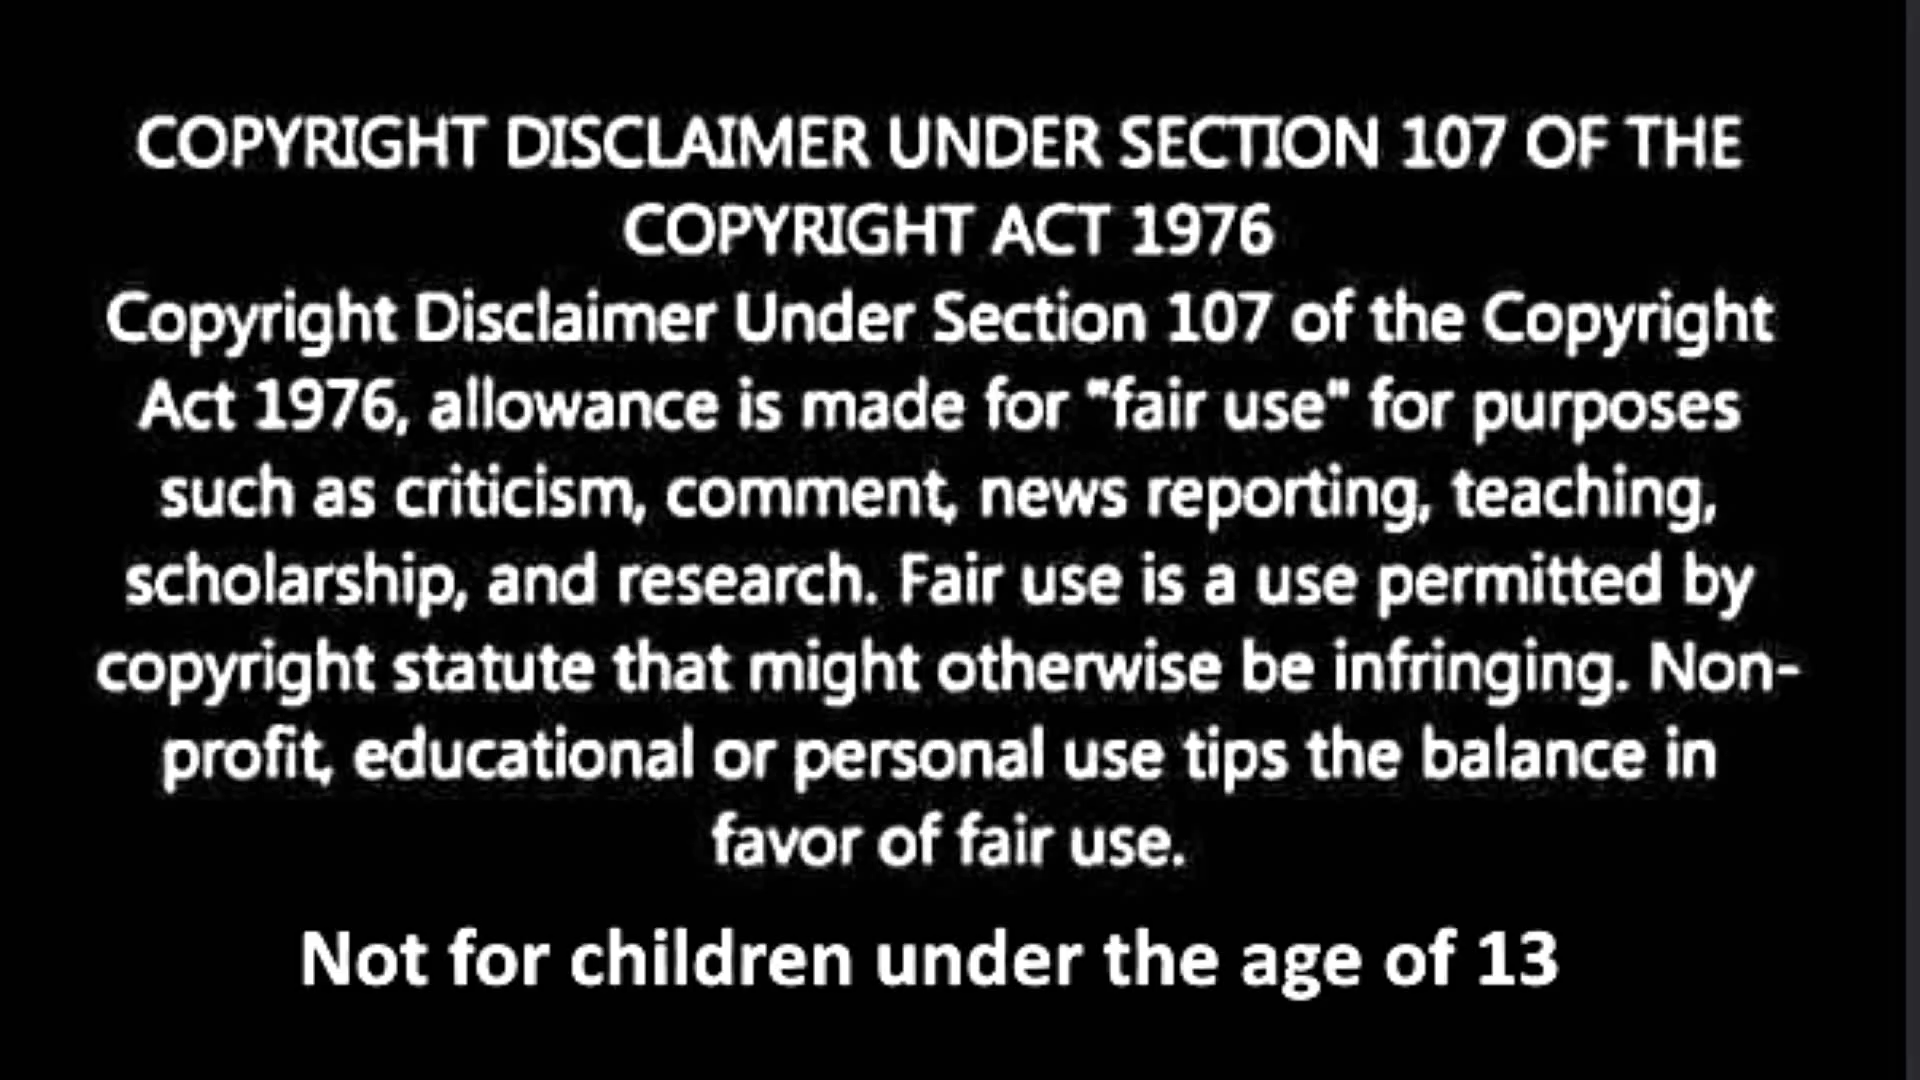 COPYRIGHT DISCLAIMER UNDER SECTION 107 OF THE
COPYRIGHT ACT 1976
Copyright Disclaimer Under Section 107 of the Copyright
Act 1976, allowance is made for "fair use" for purposes
such as criticism, comment, news reporting, teaching,
scholarship, and research. Fair use is a use permitted by
copyright statute that might otherwise be infringing. Non-
profit, educational or personal use tips the balance in
favor of fair use.
Not for children under the age of 13